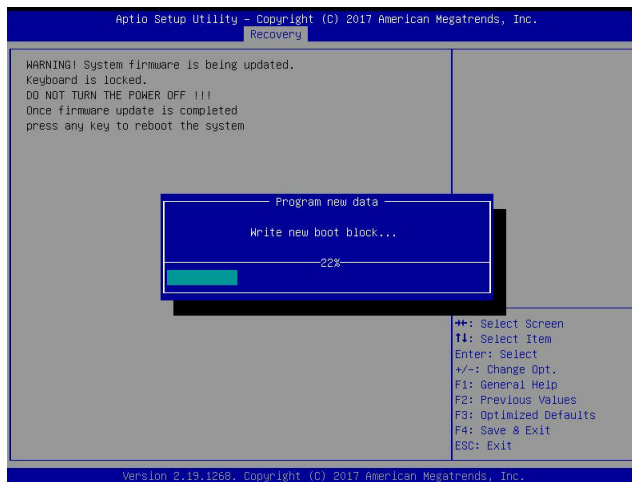 Aptio Setup Utility – Copyright (C) 2017 American Megatrends, Inc.
Recovery
WARNING! System firmware is being updated.
Keyboard is locked.
DO NOT TURN THE POWER OFF !!!
Once firmware update is completed
press any key to reboot the system
Program new data
Write new boot block...
22%
→←: Select Screen
↑↓: Select Item
Enter: Select
+/-: Change Opt.
F1: General Help
F2: Previous Values
F3: Optimized Defaults
F4: Save & Exit
ESC: Exit
Version 2.19.1268. Copyright (C) 2017 American Megatrends, Inc.